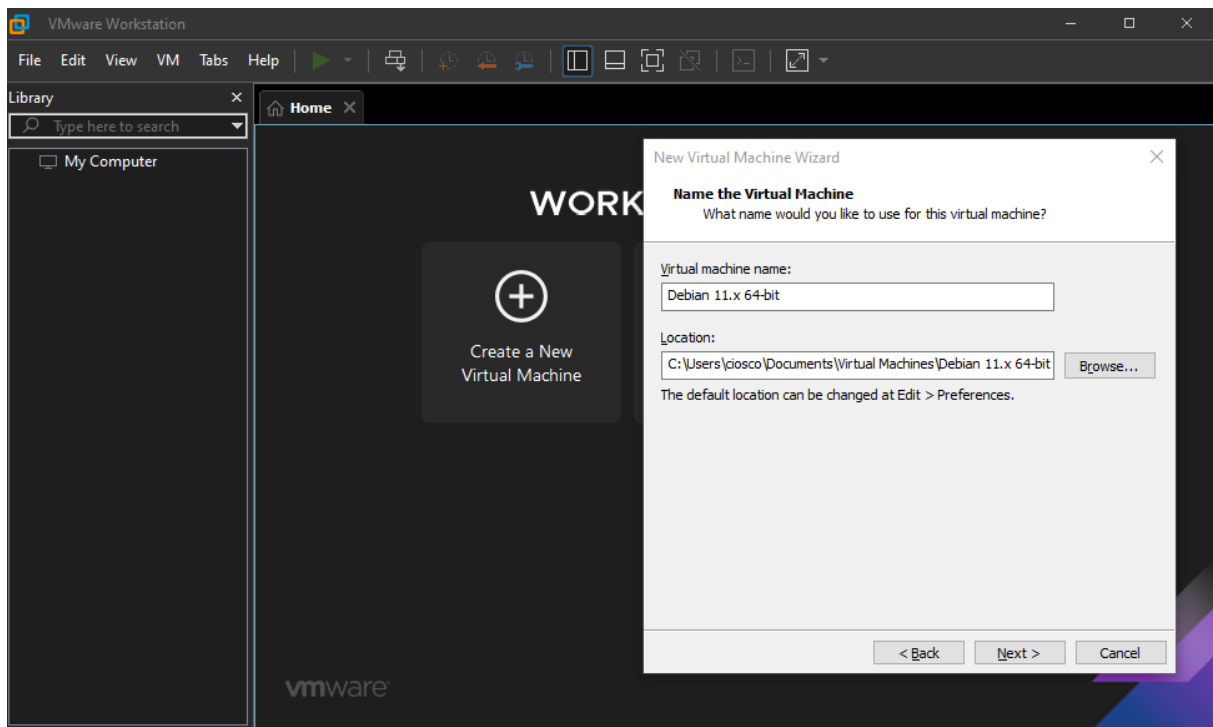 VMware Workstation
File Edit View VM Tabs Help
Library
Type here to search
My Computer
Home
WORK
Create a New
Virtual Machine
vmware
New Virtual Machine Wizard
Name the Virtual Machine
What name would you like to use for this virtual machine?
Virtual machine name:
Debian 11.x 64-bit
Location:
C:\Users\ciosco\Documents\Virtual Machines\Debian 11.x 64-bit
Browse...
The default location can be changed at Edit > Preferences.
< Back Next > Cancel